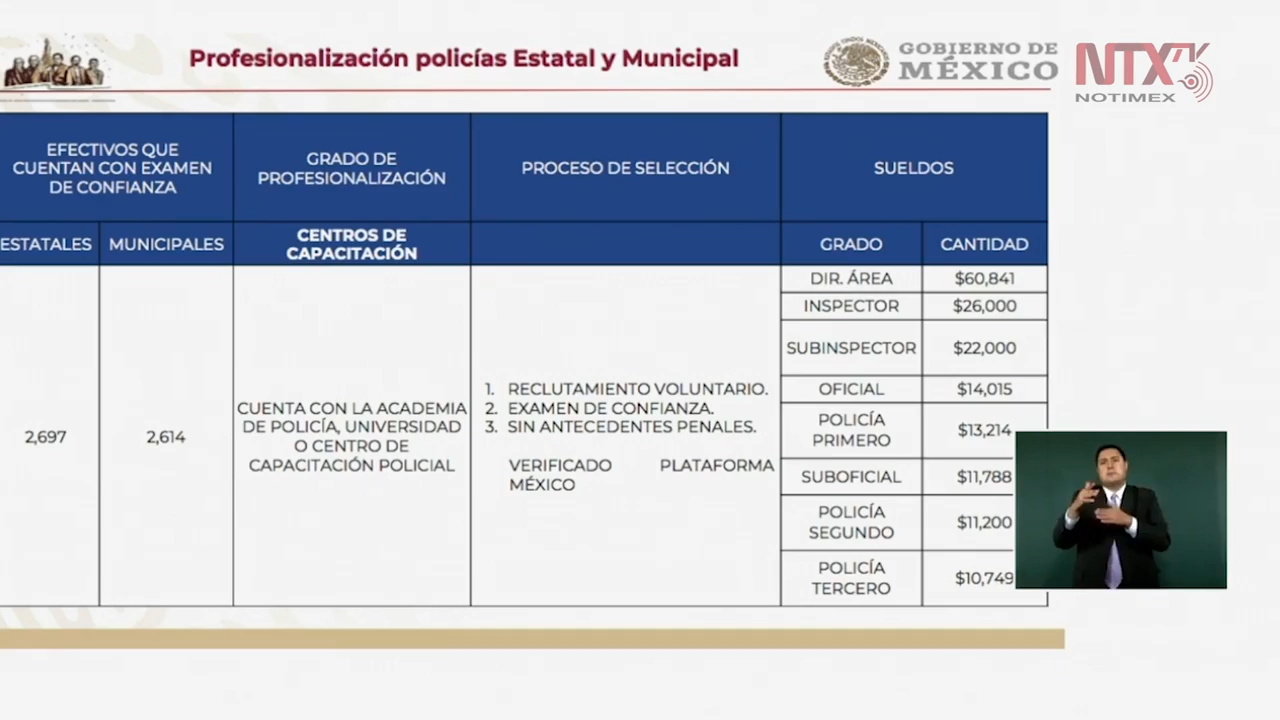 Profesionalización policías Estatal y Municipal
GOBIERNO DE
MÉXICO
NTX
NOTIMEX
EFECTIVOS QUE
CUENTAN CON EXAMEN
DE CONFIANZA
GRADO DE
PROFESIONALIZACIÓN
PROCESO DE SELECCIÓN
SUELDOS
ESTATALES
MUNICIPALES
CENTROS DE
CAPACITACIÓN
GRADO
CANTIDAD
2,697
2,614
CUENTA CON LA ACADEMIA
DE POLICÍA, UNIVERSIDAD
O CENTRO DE
CAPACITACIÓN POLICIAL
1. RECLUTAMIENTO VOLUNTARIO.
2. EXAMEN DE CONFIANZA.
3. SIN ANTECEDENTES PENALES.
VERIFICADO PLATAFORMA
MÉXICO
DIR. ÁREA $60,841
INSPECTOR $26,000
SUBINSPECTOR $22,000
OFICIAL $14,015
POLICÍA
PRIMERO
$13,214
SUBOFICIAL $11,788
POLICÍA
SEGUNDO
$11,200
POLICÍA
TERCERO
$10,749